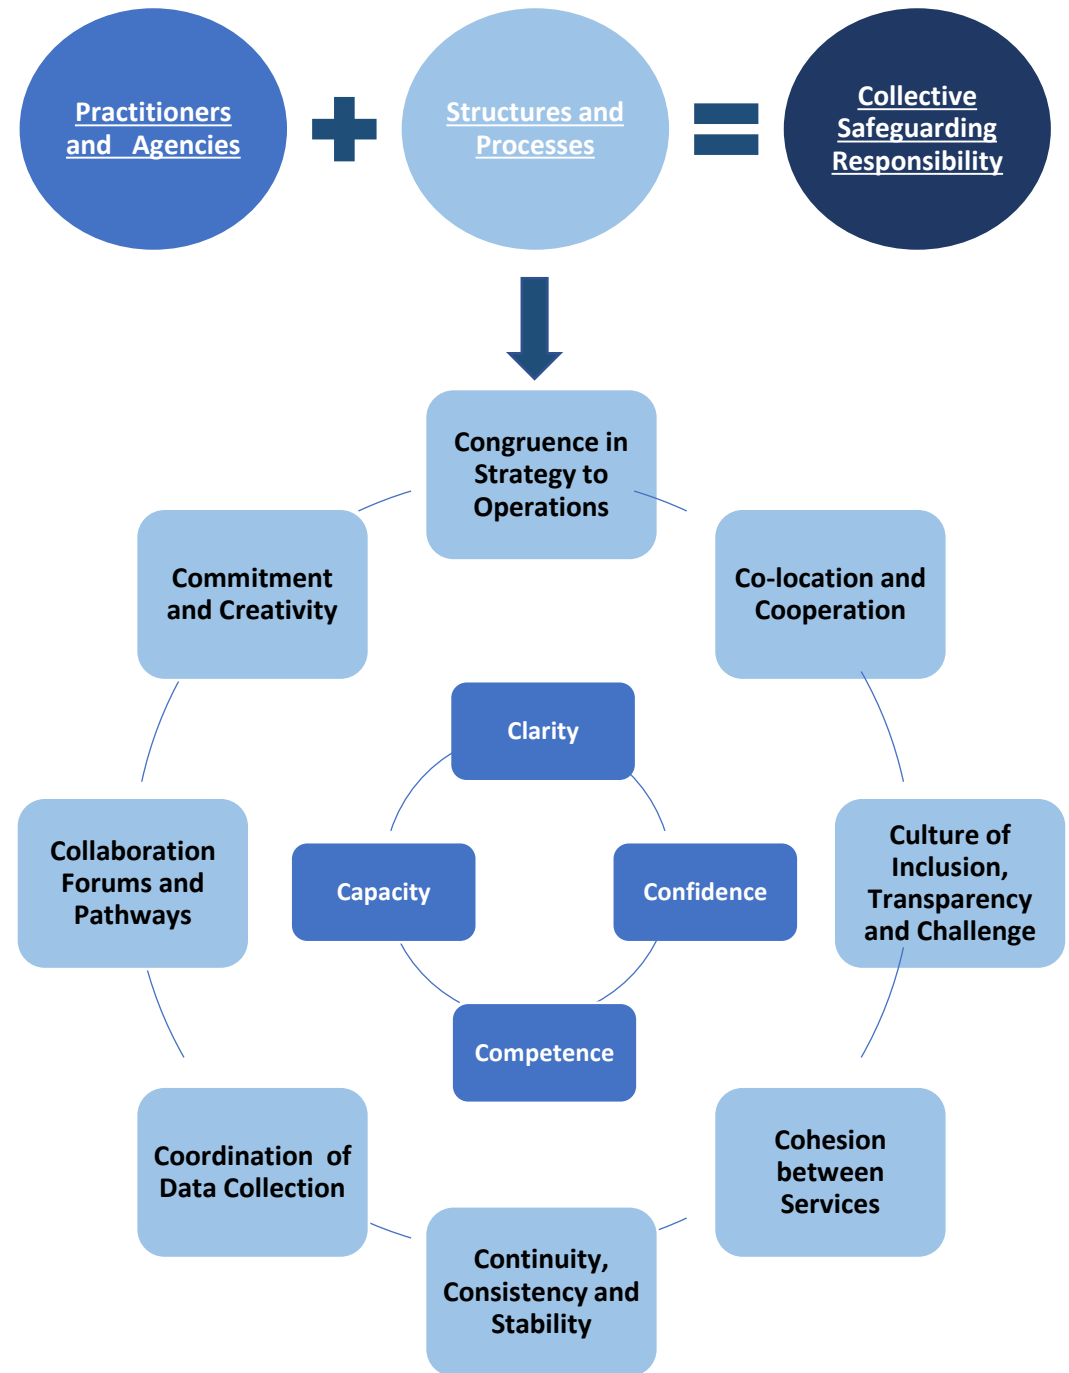 Practitioners
and Agencies
Structures and
Processes
Collective
Safeguarding
Responsibility
Congruence in
Strategy to
Operations
Commitment
and Creativity
Co-location and
Cooperation
Clarity
Collaboration
Forums and
Pathways
Capacity
Confidence
Culture of
Inclusion,
Transparency
and Challenge
Competence
Coordination of
Data Collection
Cohesion
between
Services
Continuity,
Consistency and
Stability